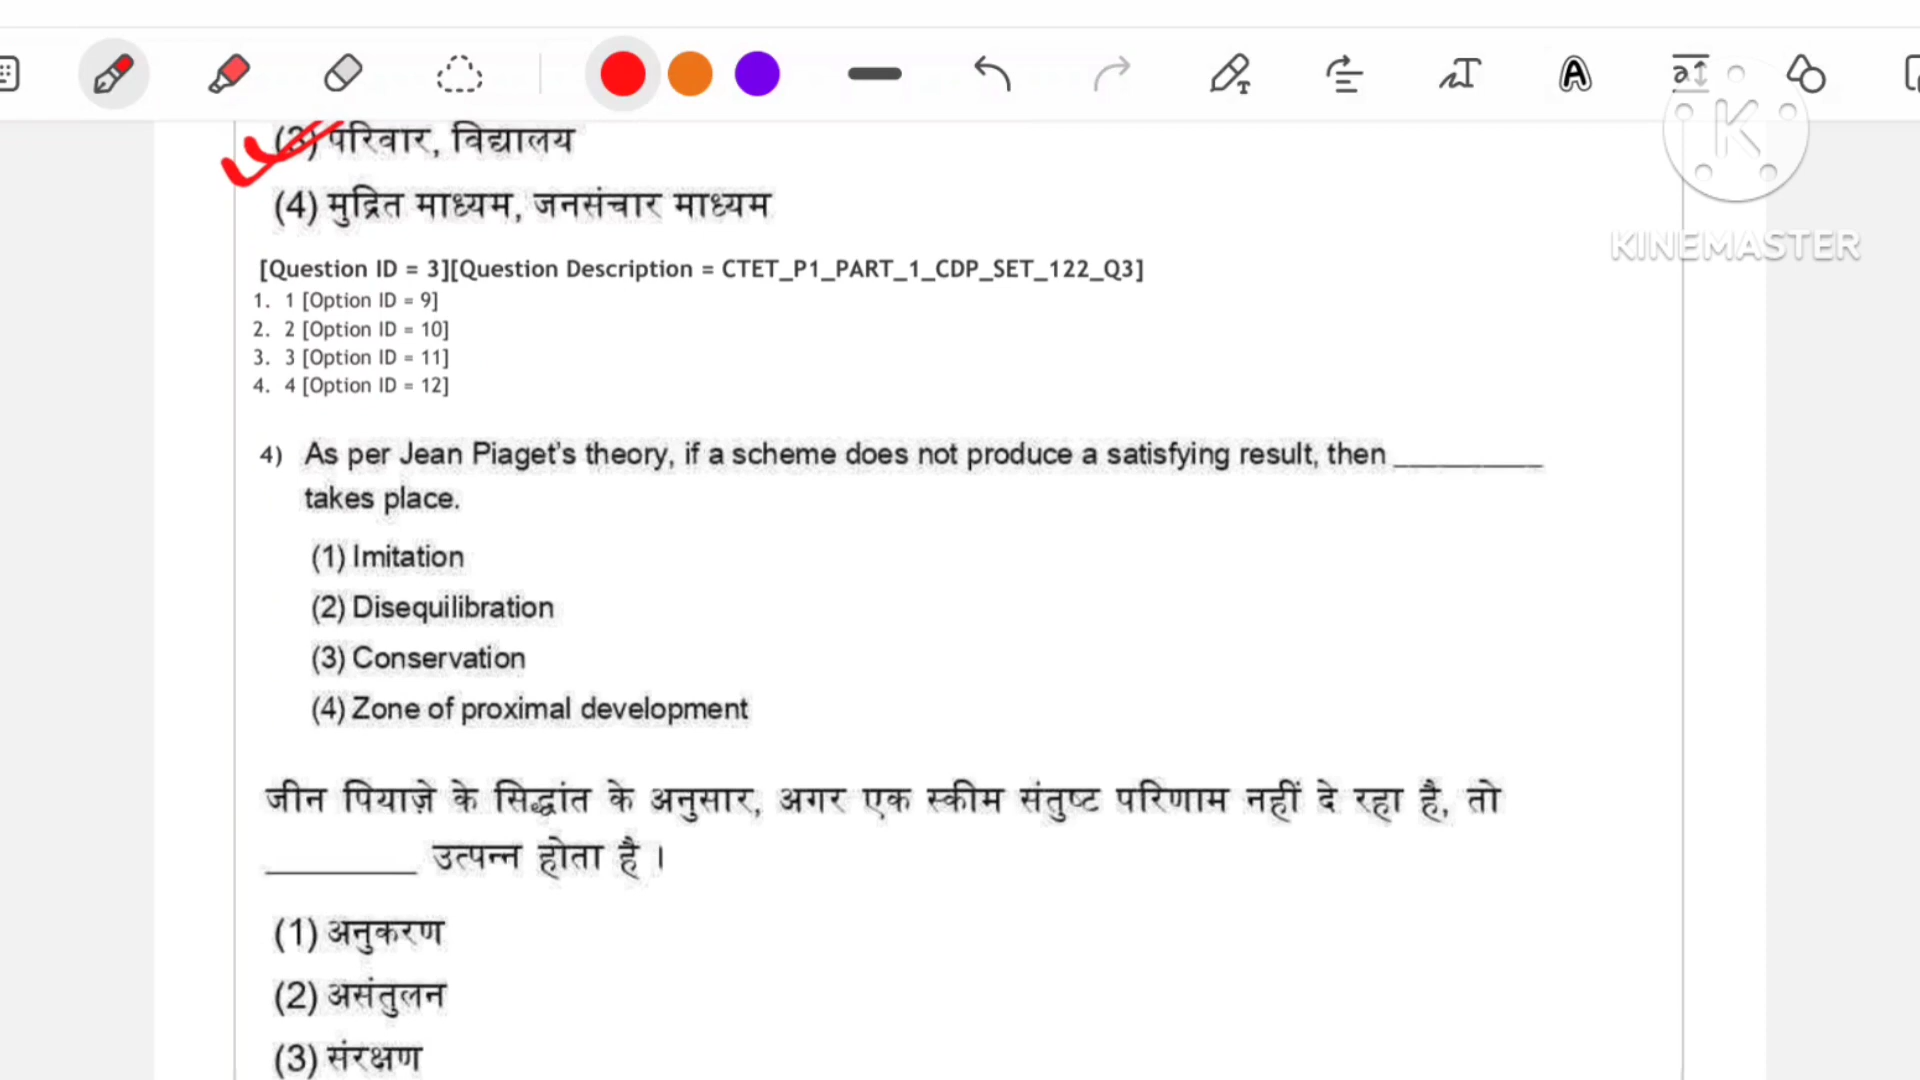 (3) परिवार, विद्यालय
(4) मुद्रित माध्यम, जनसंचार माध्यम
KINEMASTER
[Question ID = 3][Question Description = CTET_P1_PART_1_CDP_SET_122_Q3]
1. 1 [Option ID = 9]
2. 2 [Option ID = 10]
3. 3 [Option ID = 11]
4. 4 [Option ID = 12]
4) As per Jean Piaget's theory, if a scheme does not produce a satisfying result, then __________
takes place.
(1) Imitation
(2) Disequilibration
(3) Conservation
(4) Zone of proximal development
जीन पियाज़े के सिद्धांत के अनुसार, अगर एक स्कीम संतुष्ट परिणाम नहीं दे रहा है, तो
__________ उत्पन्न होता है।
(1) अनुकरण
(2) असंतुलन
(3) संरक्षण